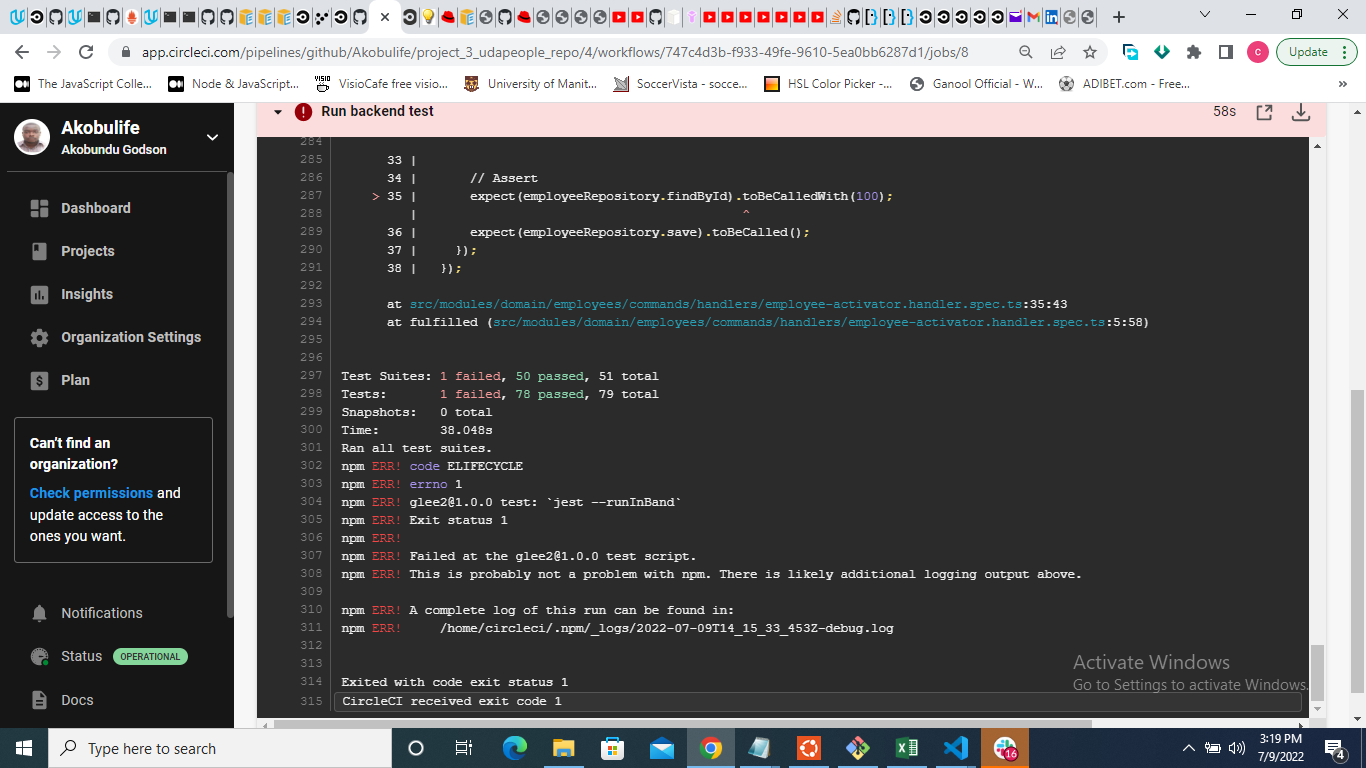 app.circleci.com/pipelines/github/Akobulife/project_3_udapeople_repo/4/workflows/747c4d3b-f933-49fe-9610-5ea0bb6287d1/jobs/8
c
Update
The JavaScript Colle...
Node & JavaScript...
VisioCafe free visio...
University of Manit...
SoccerVista - socce...
HSL Color Picker -...
Ganool Official - W...
ADIBET.com - Free...
»
Akobulife
Akobundu Godson
Dashboard
Projects
Insights
Organization Settings
Plan
Can't find an
organization?
Check permissions and
update access to the
ones you want.
Notifications
Status OPERATIONAL
Docs
Run backend test
58s
284
285 33 |
286 34 | // Assert
287 > 35 | expect(employeeRepository.findById).toBeCalledWith(100);
288 | ^
289 36 | expect(employeeRepository.save).toBeCalled();
290 37 | });
291 38 | });
292
293 at src/modules/domain/employees/commands/handlers/employee-activator.handler.spec.ts:35:43
294 at fulfilled (src/modules/domain/employees/commands/handlers/employee-activator.handler.spec.ts:5:58)
295
296
297 Test Suites: 1 failed, 50 passed, 51 total
298 Tests: 1 failed, 78 passed, 79 total
299 Snapshots: 0 total
300 Time: 38.048s
301 Ran all test suites.
302 npm ERR! code ELIFECYCLE
303 npm ERR! errno 1
304 npm ERR! glee2@1.0.0 test: `jest --runInBand`
305 npm ERR! Exit status 1
306 npm ERR!
307 npm ERR! Failed at the glee2@1.0.0 test script.
308 npm ERR! This is probably not a problem with npm. There is likely additional logging output above.
309
310 npm ERR! A complete log of this run can be found in:
311 npm ERR! /home/circleci/.npm/_logs/2022-07-09T14_15_33_453Z-debug.log
312
313
314 Exited with code exit status 1
315 CircleCI received exit code 1
Activate Windows
Go to Settings to activate Windows.
Type here to search
16
3:19 PM
7/9/2022
4